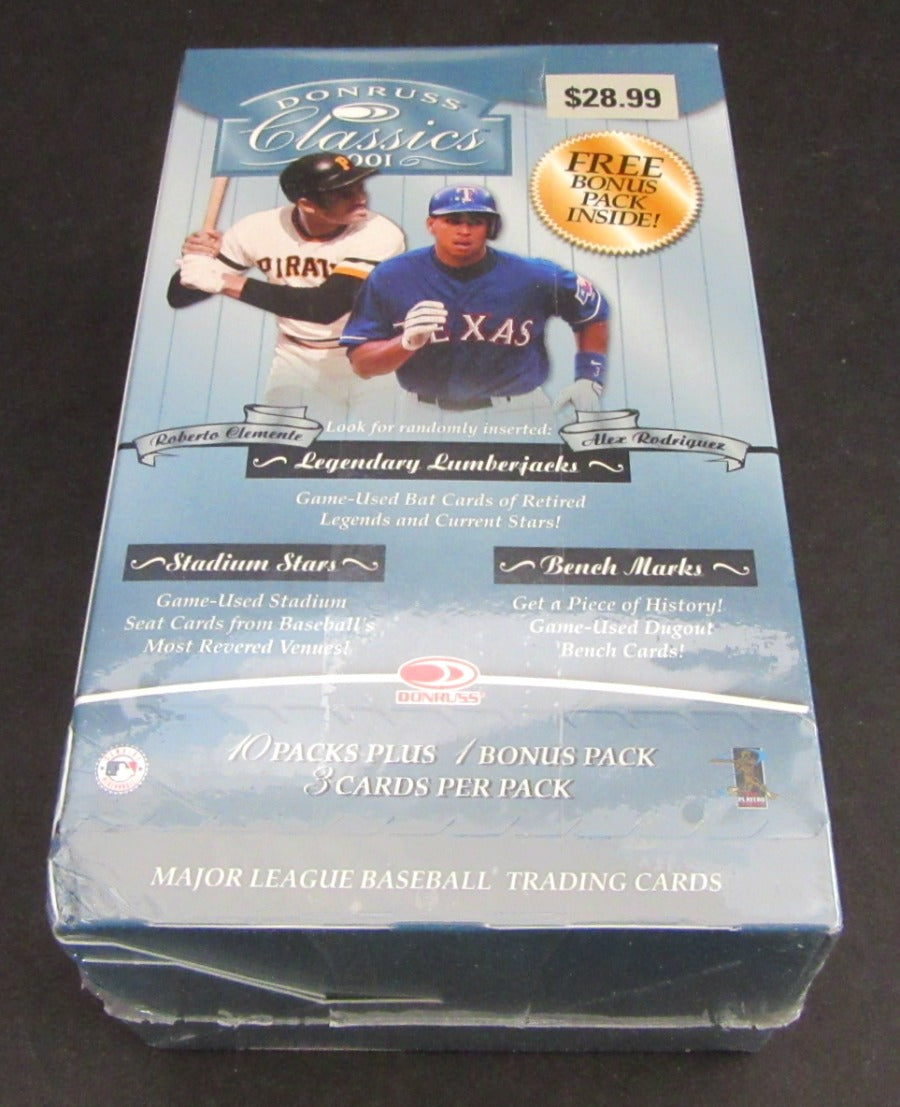 DONRUSS
Classics
2001
$28.99
FREE
BONUS
PACK
INSIDE!
P
T
PIRAT
TEXAS
Roberto Clemente
Look for randomly inserted:
Alex Rodriguez
Legendary Lumberjacks
Game-Used Bat Cards of Retired
Legends and Current Stars!
Stadium Stars
Game-Used Stadium
Seat Cards from Baseball's
Most Revered Venues!
Bench Marks
Get a Piece of History!
Game-Used Dugout
Bench Cards!
DONRUSS
10 PACKS PLUS 1 BONUS PACK
3 CARDS PER PACK
PLAYERS
MAJOR LEAGUE BASEBALL TRADING CARDS